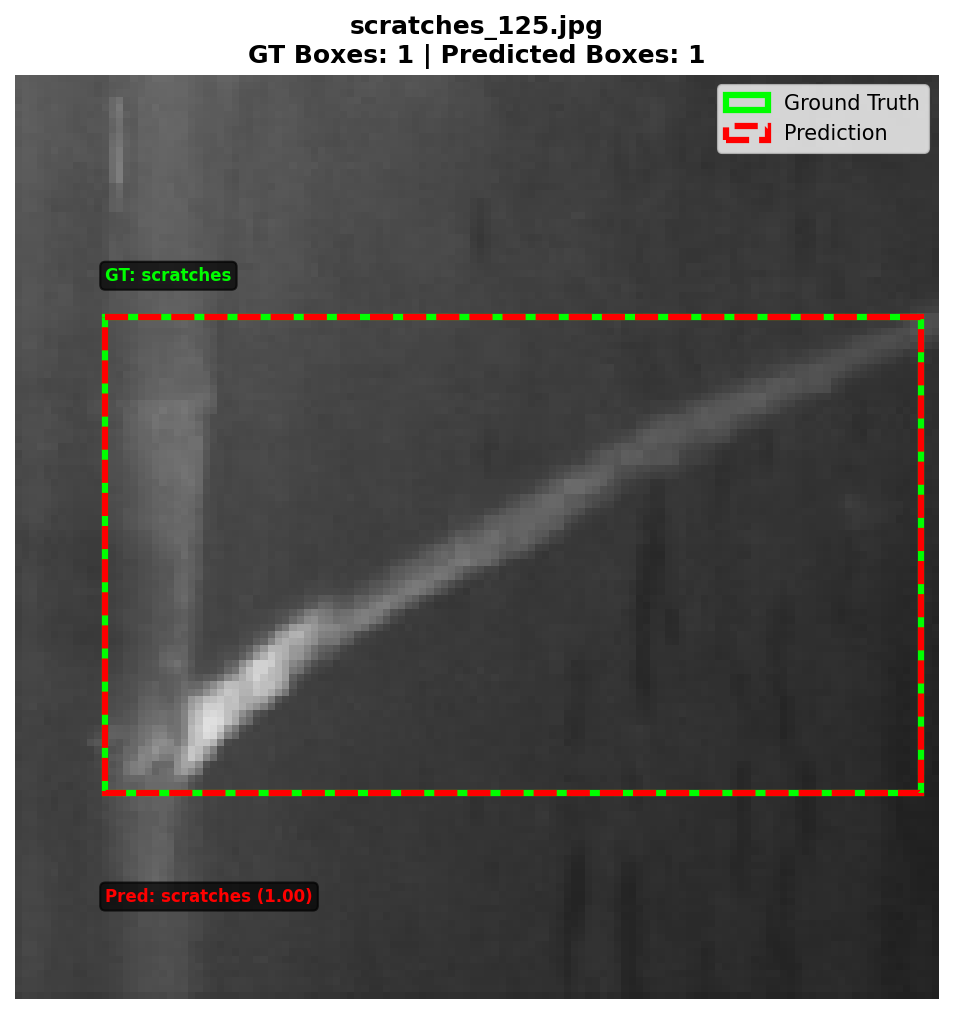 scratches_125.jpg
GT Boxes: 1 | Predicted Boxes: 1
Ground Truth
Prediction
GT: scratches
Pred: scratches (1.00)